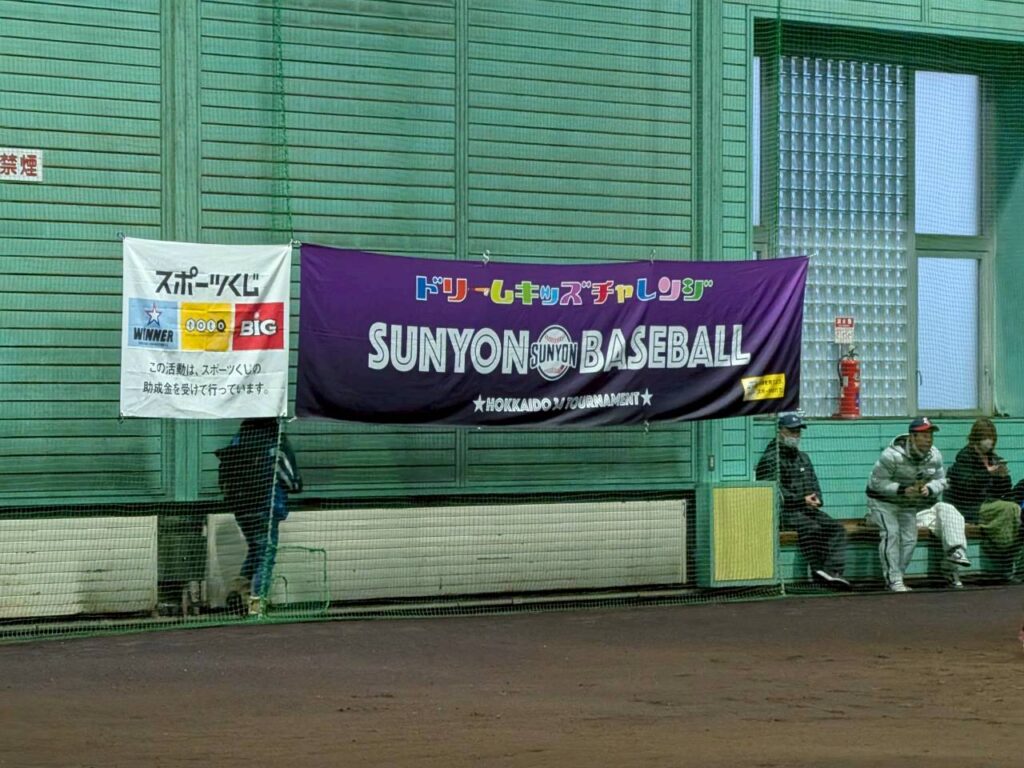 禁煙
スポーツくじ
WINNER
toto
BIG
この活動は、スポーツくじの
助成金を受けて行っています。
ドリームキッズチャレンジ
SUNYON SUNYON BASEBALL
★HOKKAIDO TOURNAMENT★